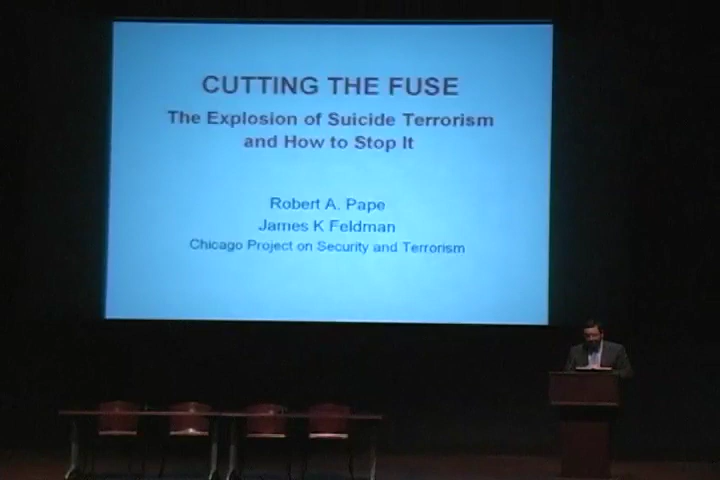 CUTTING THE FUSE
The Explosion of Suicide Terrorism
and How to Stop It
Robert A. Pape
James K Feldman
Chicago Project on Security and Terrorism